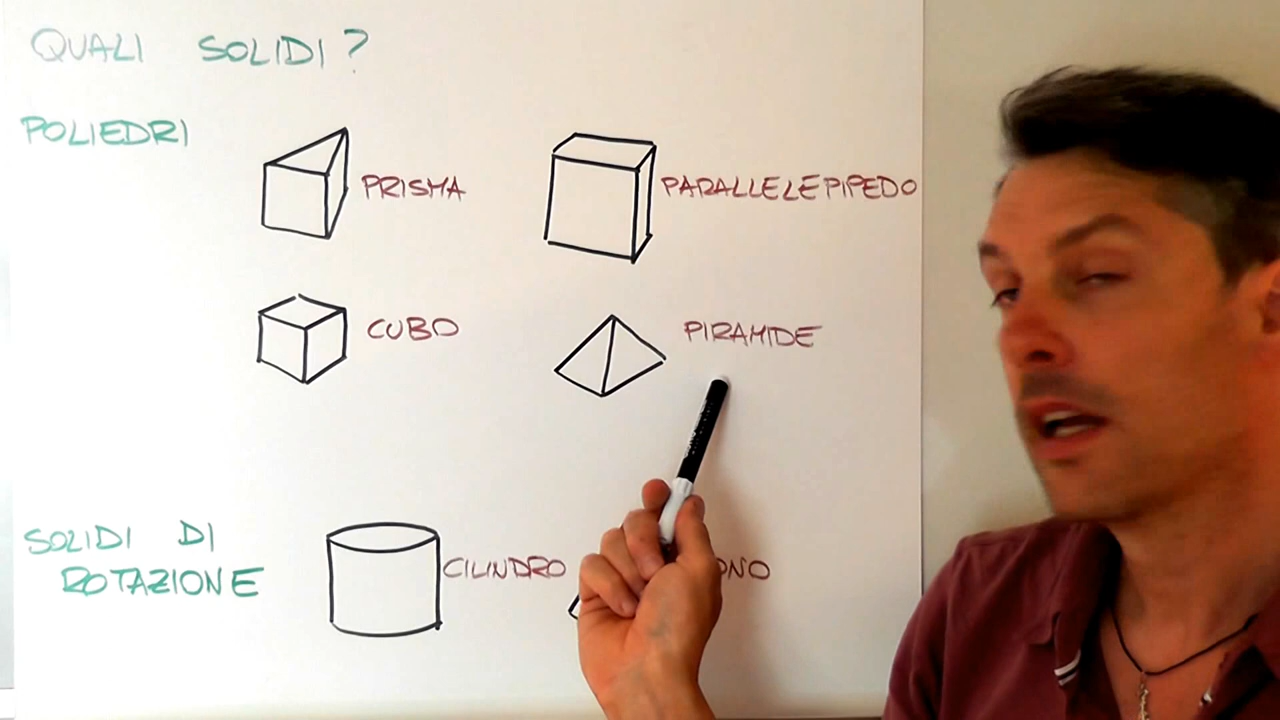 QUALI SOLIDI?
POLIEDRI
PRISMA PARALLELEPIPEDO
CUBO PIRAMIDE
SOLIDI DI
ROTAZIONE
CILINDRO